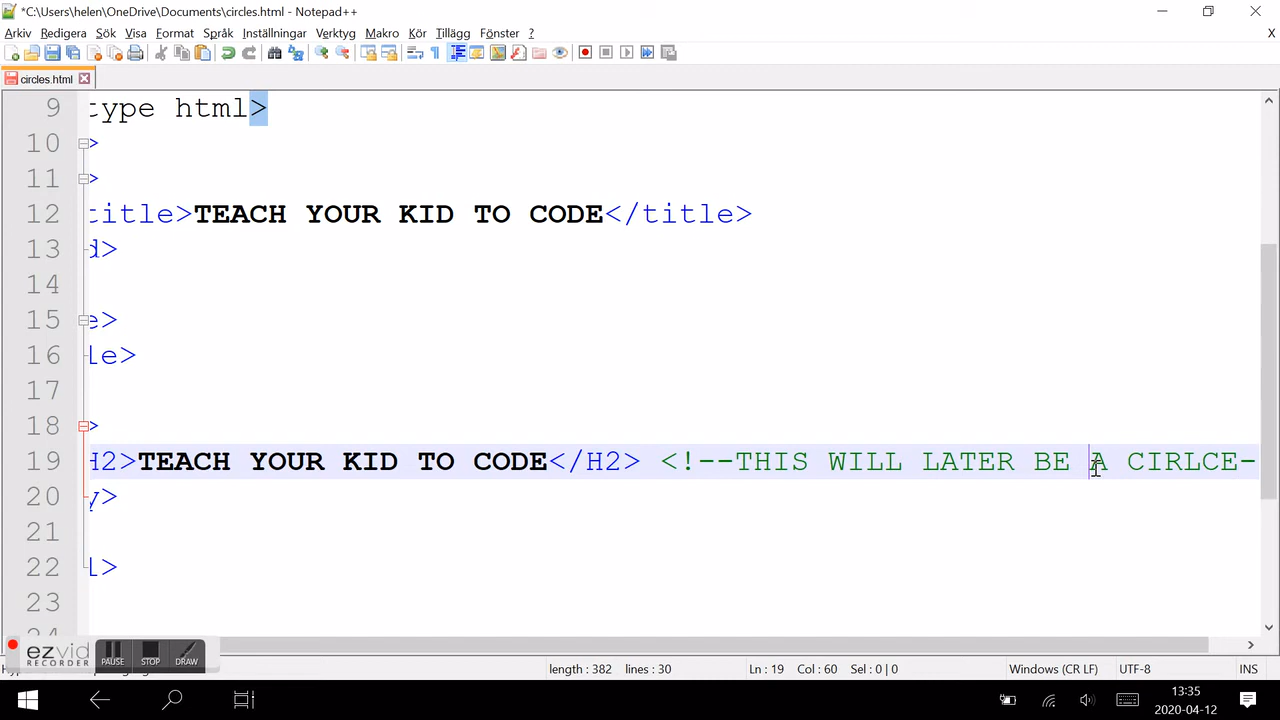 *C:\Users\helen\OneDrive\Documents\circles.html - Notepad++
Arkiv Redigera Sök Visa Format Språk Inställningar Verktyg Makro Kör Tillägg Fönster ? X
circles.html
9 type html>
10 >
11 >
12 title>TEACH YOUR KID TO CODE</title>
13 d>
14
15 e>
16 le>
17
18 >
19 H2>TEACH YOUR KID TO CODE</H2> <!--THIS WILL LATER BE A CIRLCE-
20 y>
21
22 l>
23
24
ezvid RECORDER PAUSE STOP DRAW
length : 382 lines : 30 Ln : 19 Col : 60 Sel : 0 | 0 Windows (CR LF) UTF-8 INS
13:35
2020-04-12